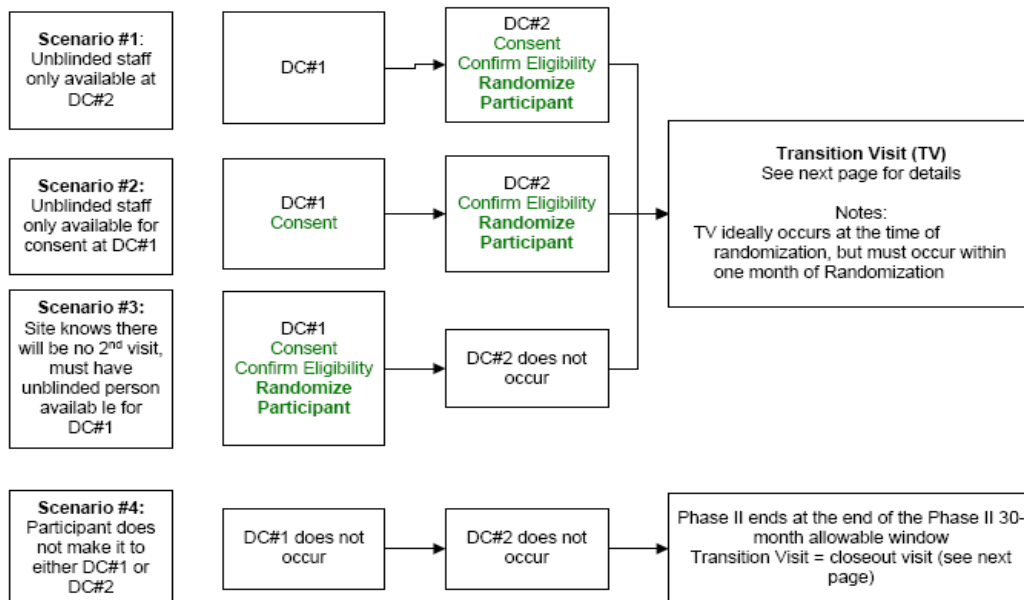 Scenario #1:
Unblinded staff
only available at
DC#2
DC#1
DC#2
Consent
Confirm Eligibility
Randomize
Participant
Scenario #2:
Unblinded staff
only available for
consent at DC#1
DC#1
Consent
DC#2
Confirm Eligibility
Randomize
Participant
Transition Visit (TV)
See next page for details
Notes:
TV ideally occurs at the time of
randomization, but must occur within
one month of Randomization
Scenario #3:
Site knows there
will be no 2nd visit,
must have
unblinded person
availab le for
DC#1
DC#1
Consent
Confirm Eligibility
Randomize
Participant
DC#2 does not
occur
Scenario #4:
Participant does
not make it to
either DC#1 or
DC#2
DC#1 does not
occur
DC#2 does not
occur
Phase II ends at the end of the Phase II 30-
month allowable window
Transition Visit = closeout visit (see next
page)